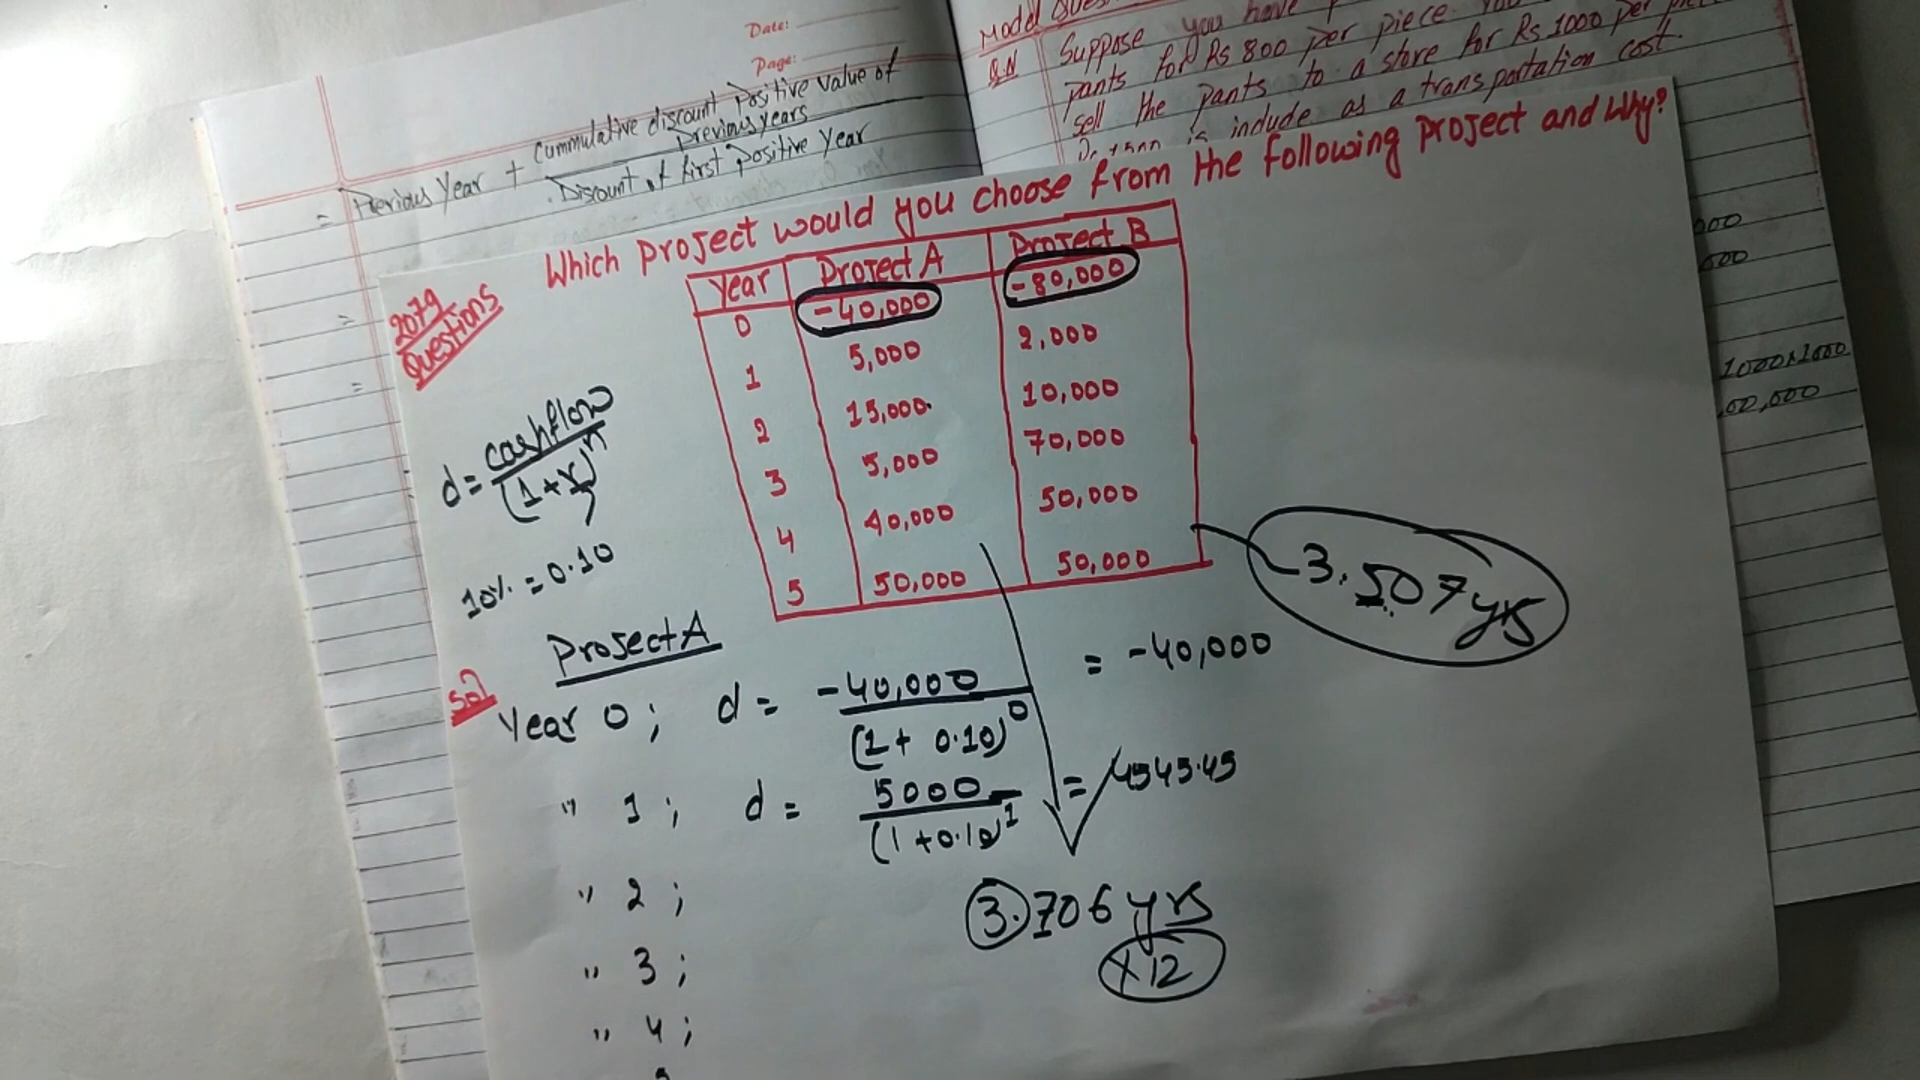 Date:
Page:
= Previous Year + Cummulative discount Positive value of Previous years
Discount of first Positive Year
=
=
Model
Q.N Suppose you have
pants for Rs 800 per piece.
sell the pants to a store for Rs 1000 per
is include as a transportation cost.
1000×1000
00,000
2079 Questions
Which project would you choose from the following project and Why?
Year Project A Project B
0 -40,000 -80,000
1 5,000 2,000
2 15,000 10,000
3 5,000 70,000
4 40,000 50,000
5 50,000 50,000
d= cashflow
(1+r)^n
10% = 0.10
3.507 yrs
Project A
Sol
Year 0; d = -40,000 = -40,000
(1+ 0.10)^0
" 1; d = 5000 = 4545.45
(1+0.10)^1
" 2;
" 3;
" 4;
3.706 yrs
×12